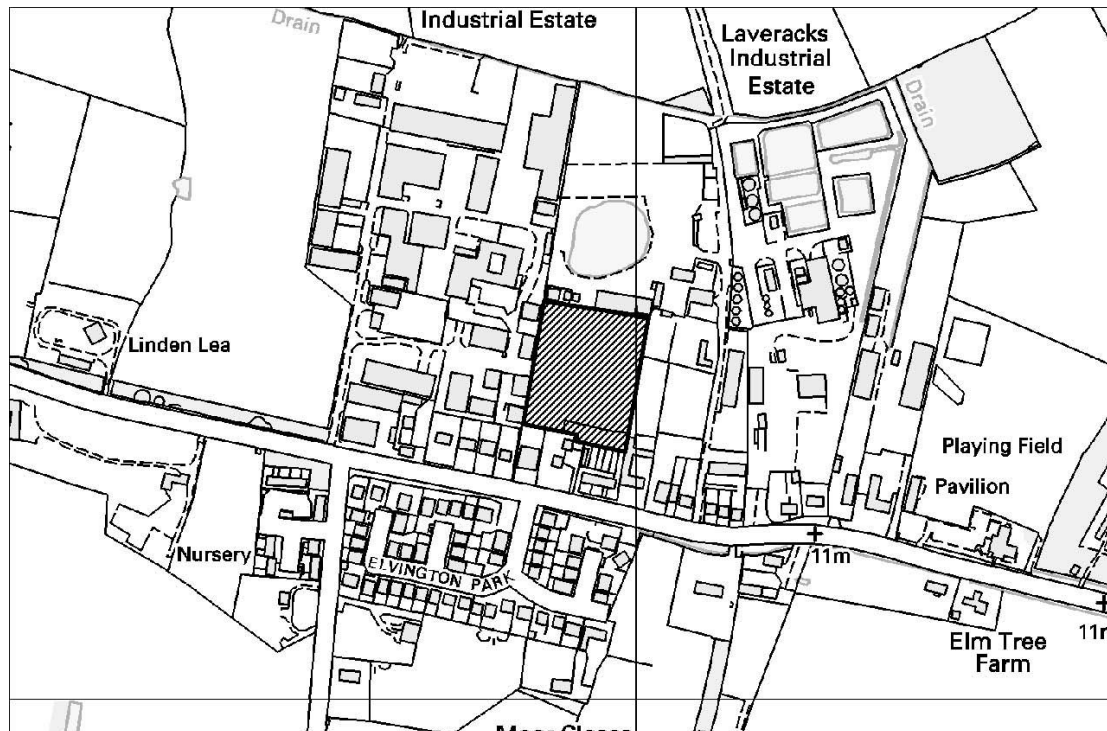 Industrial Estate
Drain
Laveracks
Industrial
Estate
Drain
Linden Lea
Playing Field
Pavilion
Nursery
ELVINGTON PARK
11m
Elm Tree
Farm